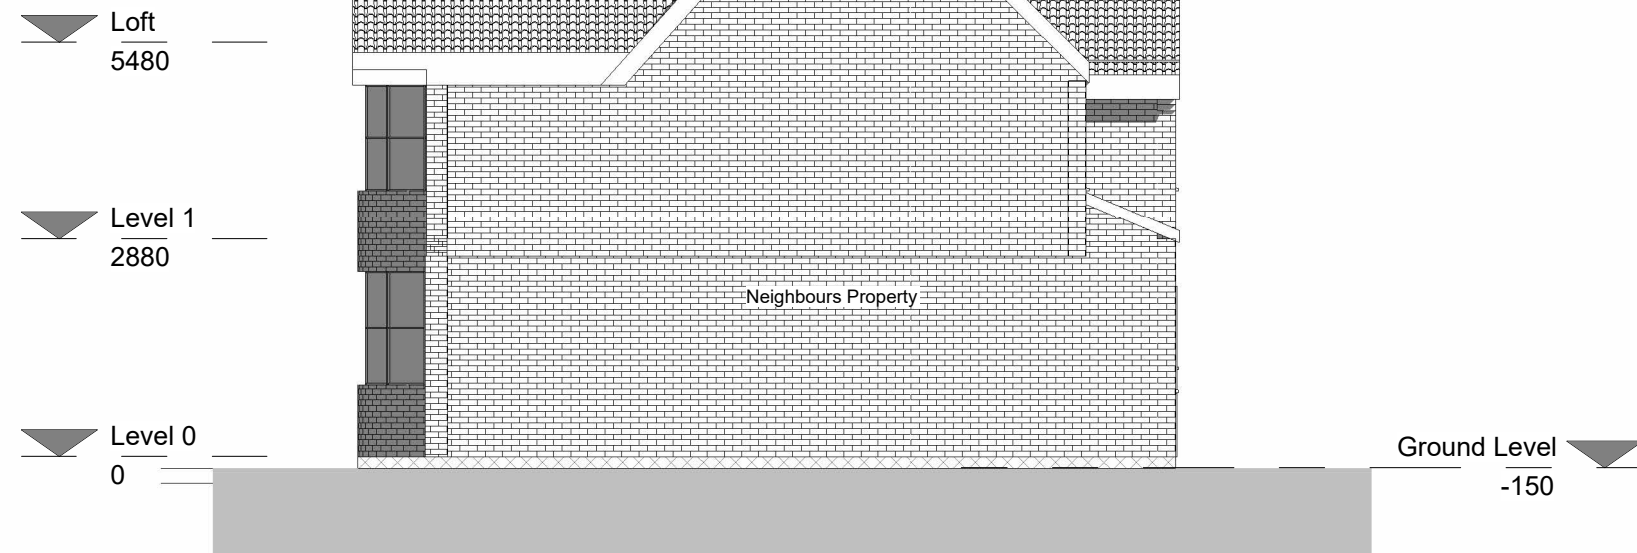 Loft
5480
Level 1
2880
Neighbours Property
Level 0
0
Ground Level
-150